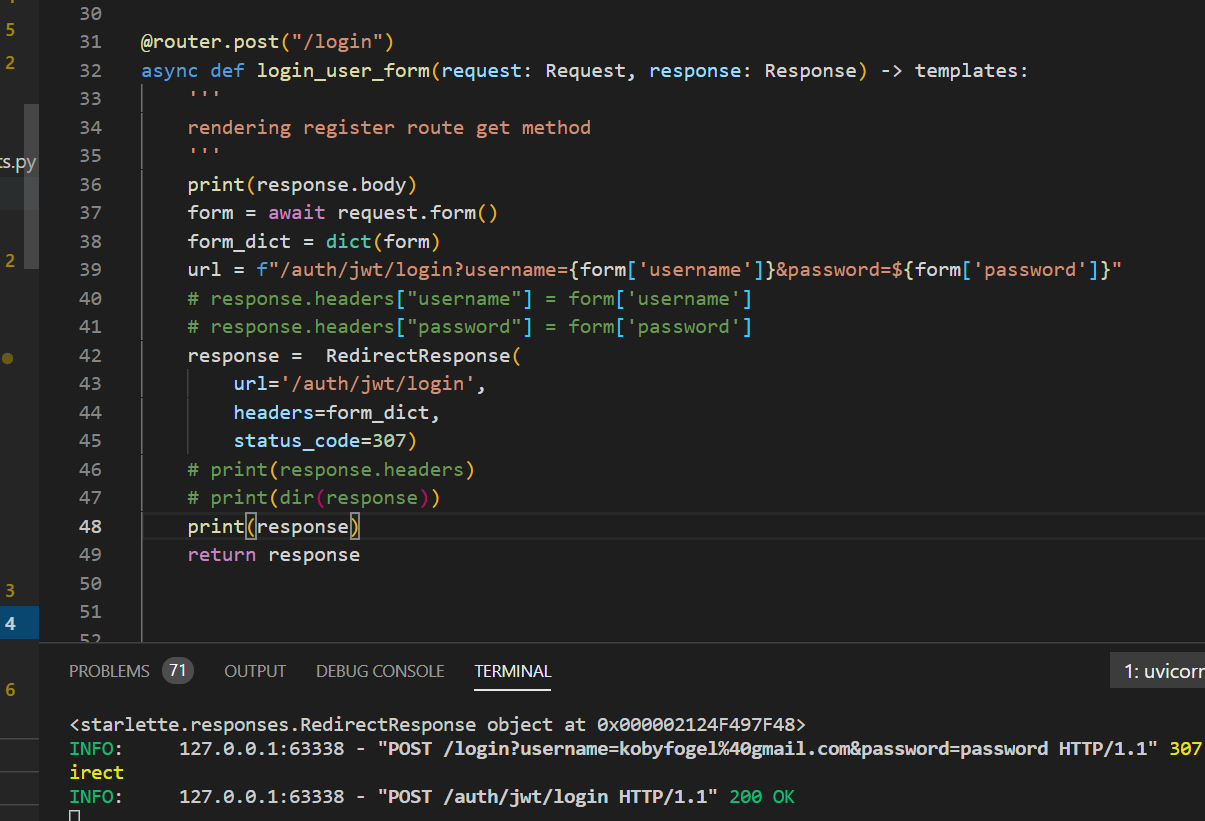 30
5
31 @router.post("/login")
2
32 async def login_user_form(request: Request, response: Response) -> templates:
33 '''
34 rendering register route get method
35 '''
ts.py
36 print(response.body)
37 form = await request.form()
38 form_dict = dict(form)
2
39 url = f"/auth/jwt/login?username={form['username']}&password=${form['password']}"
40 # response.headers["username"] = form['username']
41 # response.headers["password"] = form['password']
42 response =  RedirectResponse(
43 url='/auth/jwt/login',
44 headers=form_dict,
45 status_code=307)
46 # print(response.headers)
47 # print(dir(response))
48 print(response)
49 return response
50
3
51
4
52
PROBLEMS 71 OUTPUT DEBUG CONSOLE TERMINAL 1: uvicorn
6
<starlette.responses.RedirectResponse object at 0x000002124F497F48>
INFO: 127.0.0.1:63338 - "POST /login?username=kobyfogel%40gmail.com&password=password HTTP/1.1" 307
irect
INFO: 127.0.0.1:63338 - "POST /auth/jwt/login HTTP/1.1" 200 OK